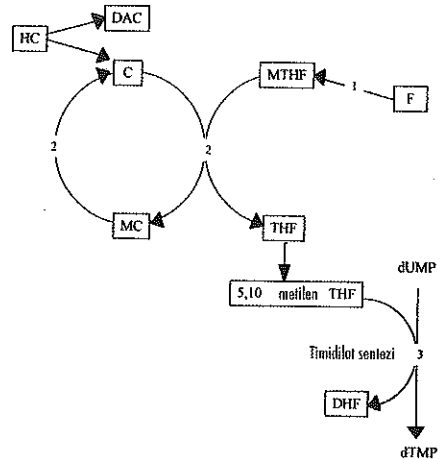 DAC
HC
C
MTHF
1
F
2
2
MC
THF
dUMP
5,10 metilen THF
Timidilat sentezi
3
DHF
dTMP